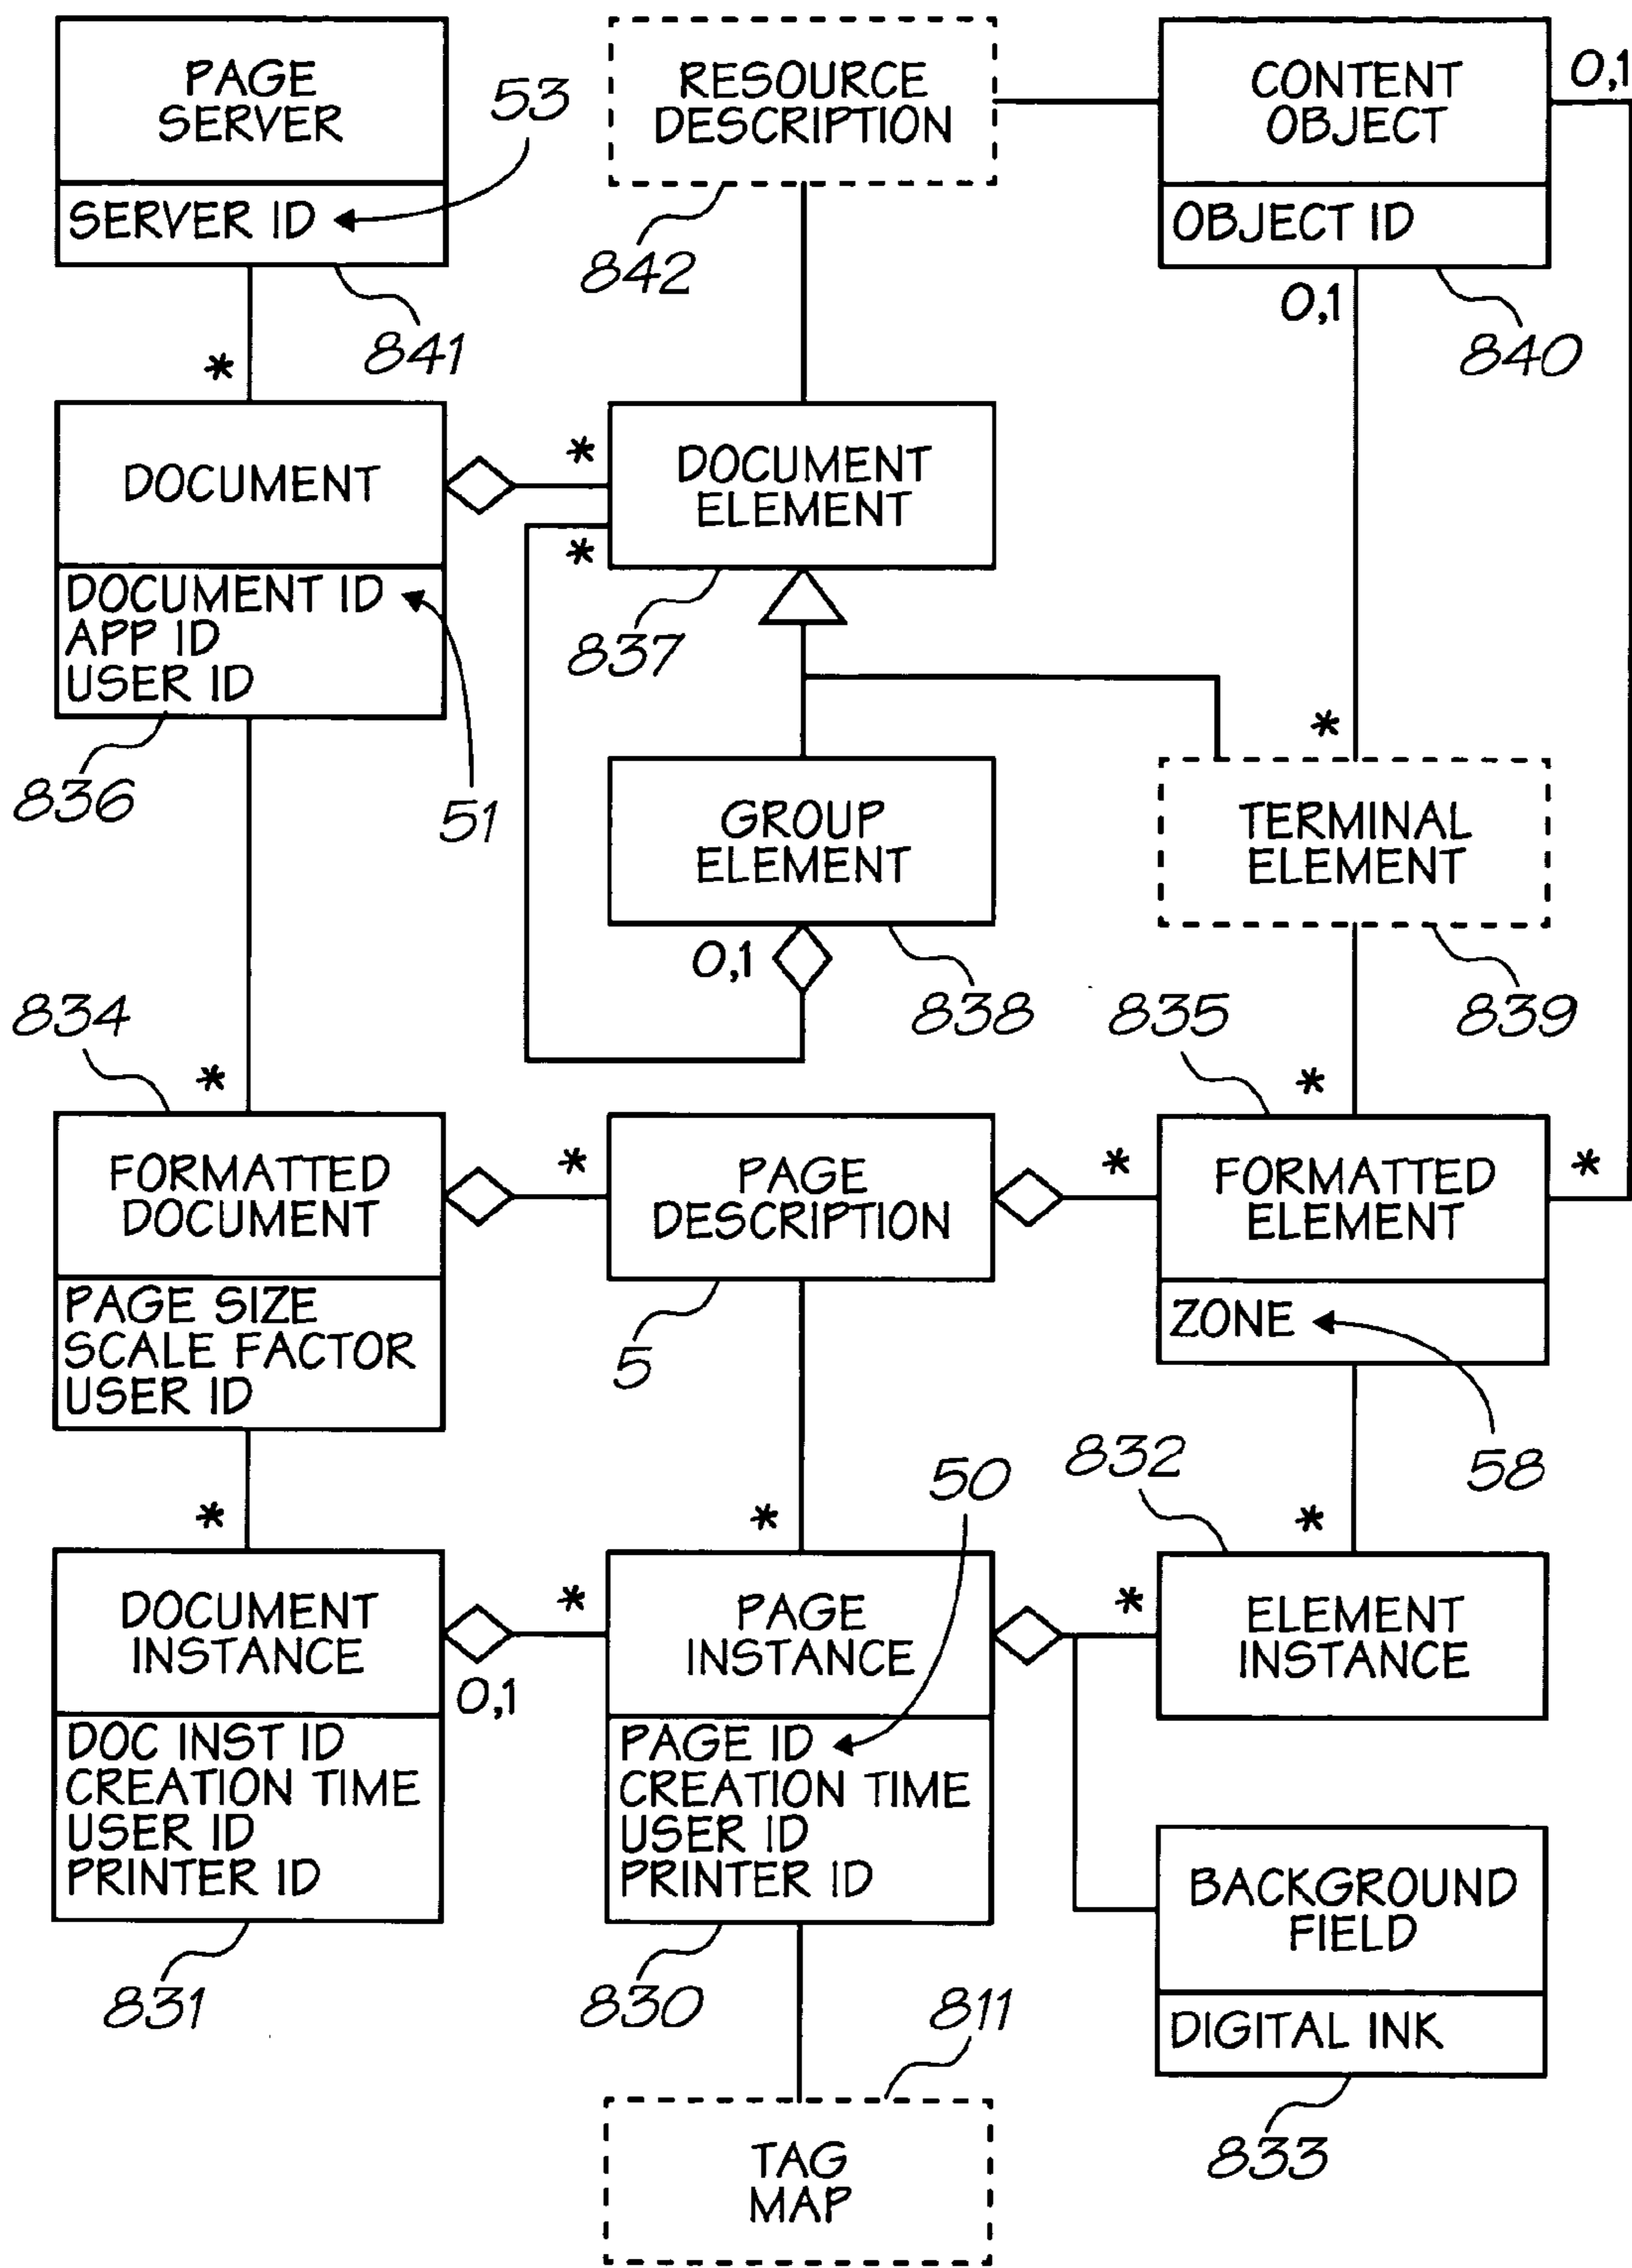 PAGE
SERVER
SERVER ID
53
841
RESOURCE
DESCRIPTION
842
CONTENT
OBJECT
OBJECT ID
0,1
0,1
840
*
DOCUMENT
DOCUMENT ID
APP ID
USER ID
836
51
*
*
DOCUMENT
ELEMENT
837
GROUP
ELEMENT
0,1
838
*
TERMINAL
ELEMENT
839
834
*
FORMATTED
DOCUMENT
PAGE SIZE
SCALE FACTOR
USER ID
*
PAGE
DESCRIPTION
5
835
*
*
FORMATTED
ELEMENT
*
ZONE
58
*
DOCUMENT
INSTANCE
0,1
DOC INST ID
CREATION TIME
USER ID
PRINTER ID
831
*
*
50
PAGE
INSTANCE
PAGE ID
CREATION TIME
USER ID
PRINTER ID
830
832
*
*
ELEMENT
INSTANCE
BACKGROUND
FIELD
DIGITAL INK
833
811
TAG
MAP